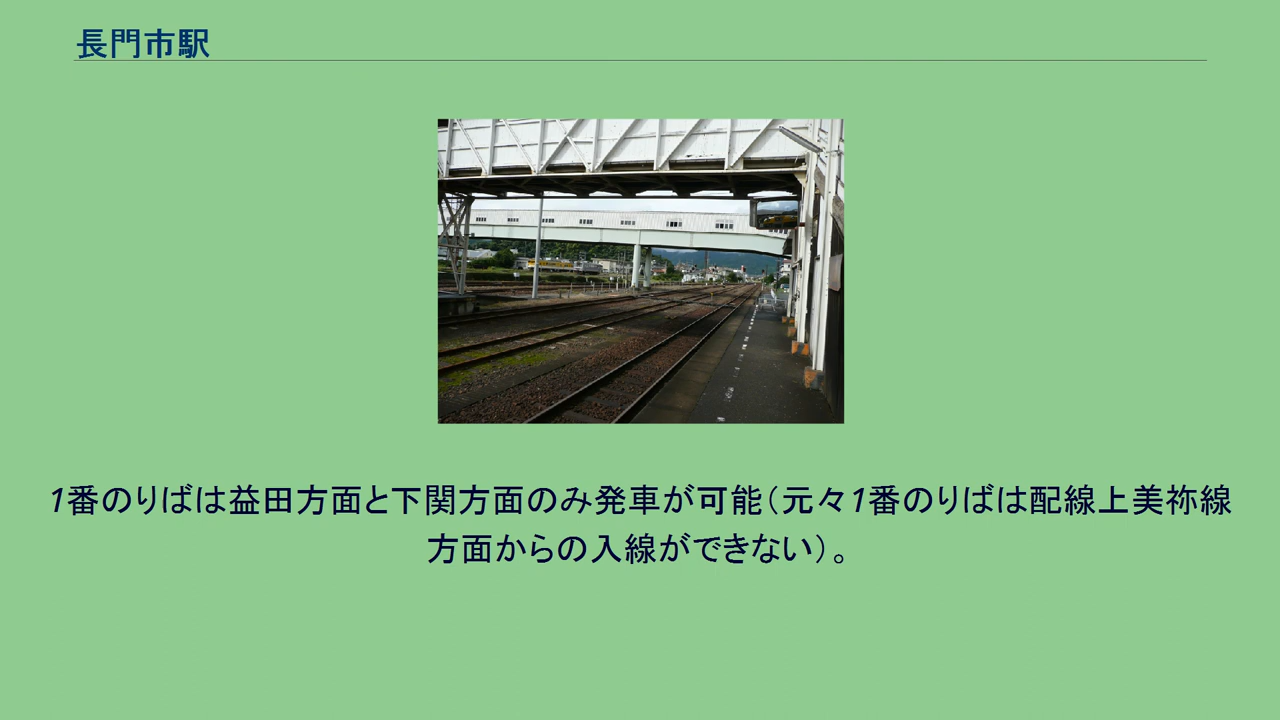 長門市駅
1番のりばは益田方面と下関方面のみ発車が可能（元々1番のりばは配線上美祢線
方面からの入線ができない）。